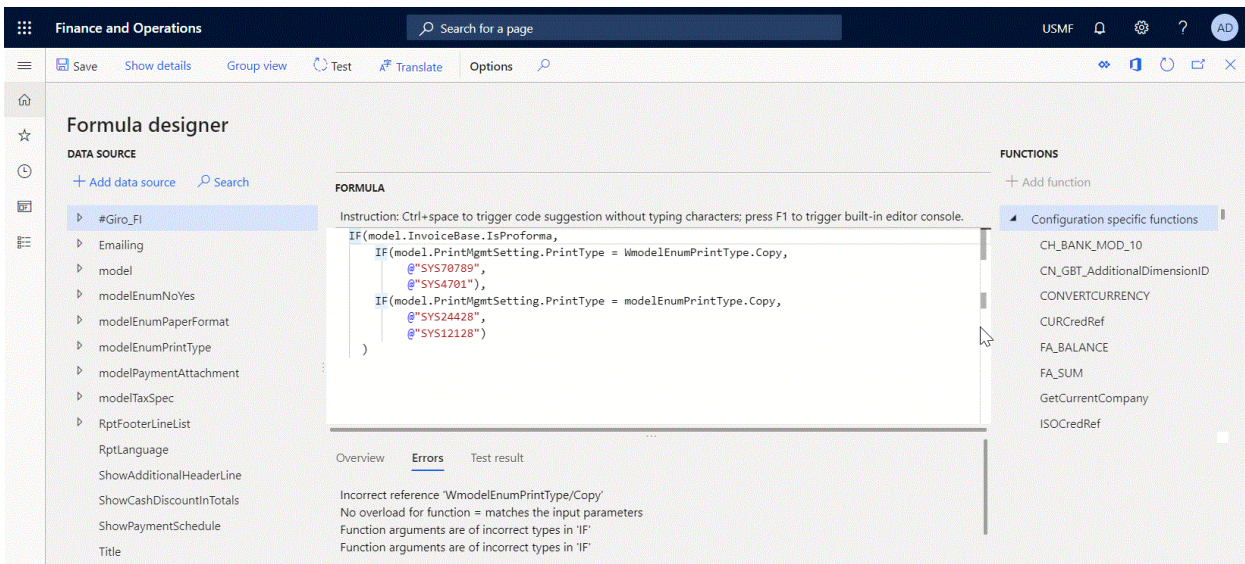 Finance and Operations
Search for a page
USMF
?
AD
Save
Show details
Group view
Test
Translate
Options
Formula designer
DATA SOURCE
Add data source
Search
#Giro_FI
Emailing
model
modelEnumNoYes
modelEnumPaperFormat
modelEnumPrintType
modelPaymentAttachment
modelTaxSpec
RptFooterLineList
RptLanguage
ShowAdditionalHeaderLine
ShowCashDiscountInTotals
ShowPaymentSchedule
Title
FORMULA
Instruction: Ctrl+space to trigger code suggestion without typing characters; press F1 to trigger built-in editor console.
IF(model.InvoiceBase.IsProforma,
IF(model.PrintMgmtSetting.PrintType = WmodelEnumPrintType.Copy,
@"SYS70789",
@"SYS4701"),
IF(model.PrintMgmtSetting.PrintType = modelEnumPrintType.Copy,
@"SYS24428",
@"SYS12128")
)
Overview
Errors
Test result
Incorrect reference 'WmodelEnumPrintType/Copy'
No overload for function = matches the input parameters
Function arguments are of incorrect types in 'IF'
Function arguments are of incorrect types in 'IF'
FUNCTIONS
Add function
Configuration specific functions
CH_BANK_MOD_10
CN_GBT_AdditionalDimensionID
CONVERTCURRENCY
CURCredRef
FA_BALANCE
FA_SUM
GetCurrentCompany
ISOCredRef